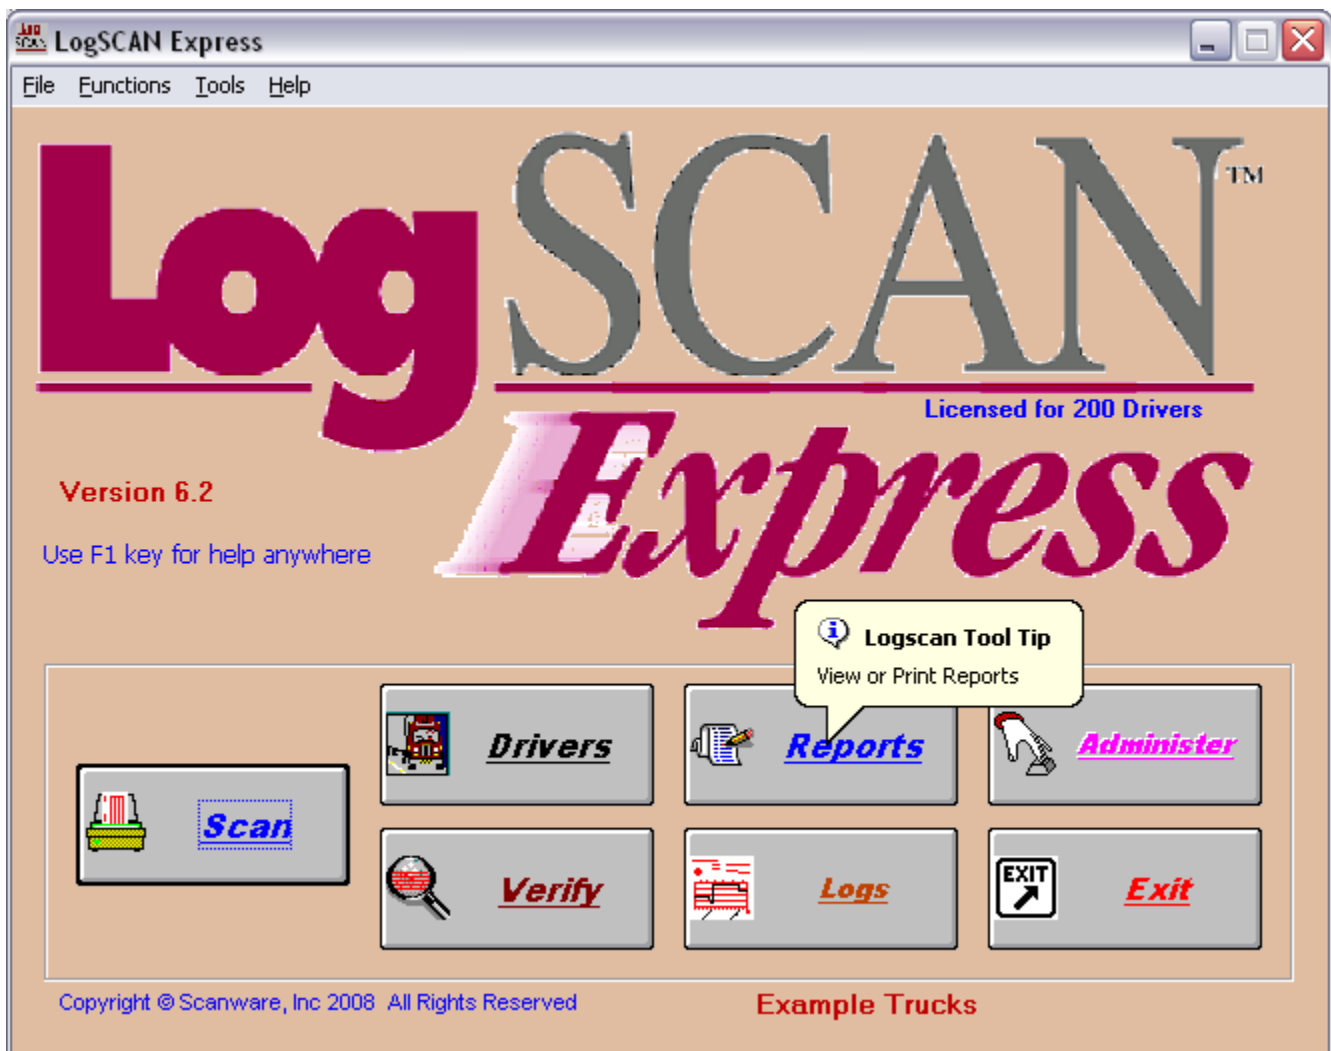 LogSCAN Express
File Functions Tools Help
LogSCAN™
Licensed for 200 Drivers
Express
Version 6.2
Use F1 key for help anywhere
Logscan Tool Tip
View or Print Reports
Drivers
Reports
Administer
Scan
Verify
Logs
EXIT
Exit
Copyright © Scanware, Inc 2008 All Rights Reserved
Example Trucks